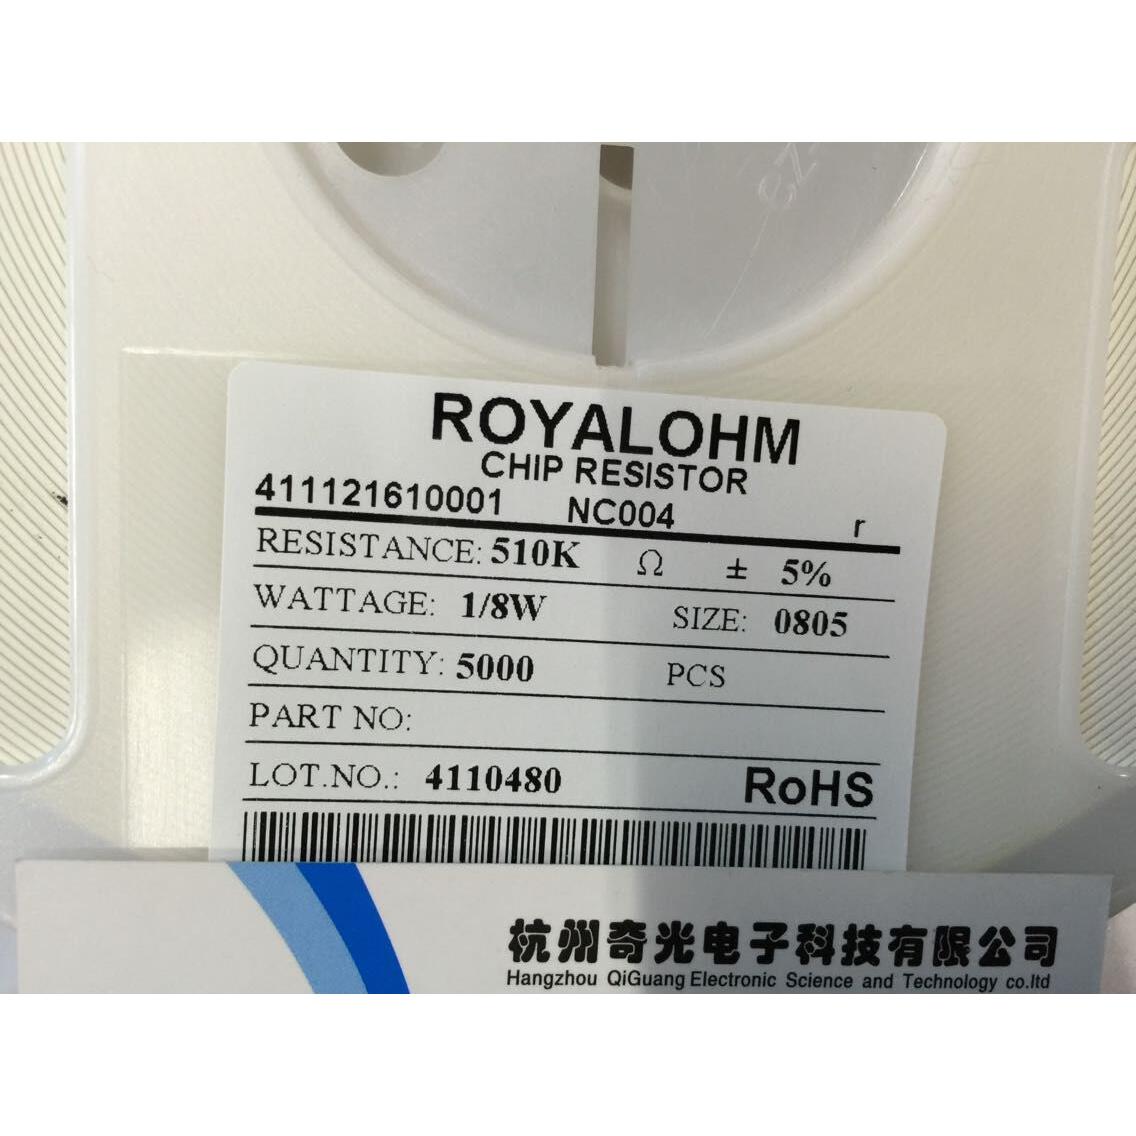 ROYALOHM
CHIP RESISTOR
411121610001 NC004 r
RESISTANCE: 510K Ω ± 5%
WATTAGE: 1/8W SIZE: 0805
QUANTITY: 5000 PCS
PART NO:
LOT.NO.: 4110480 RoHS
杭州奇光电子科技有限公司
Hangzhou QiGuang Electronic Science and Technology co.ltd